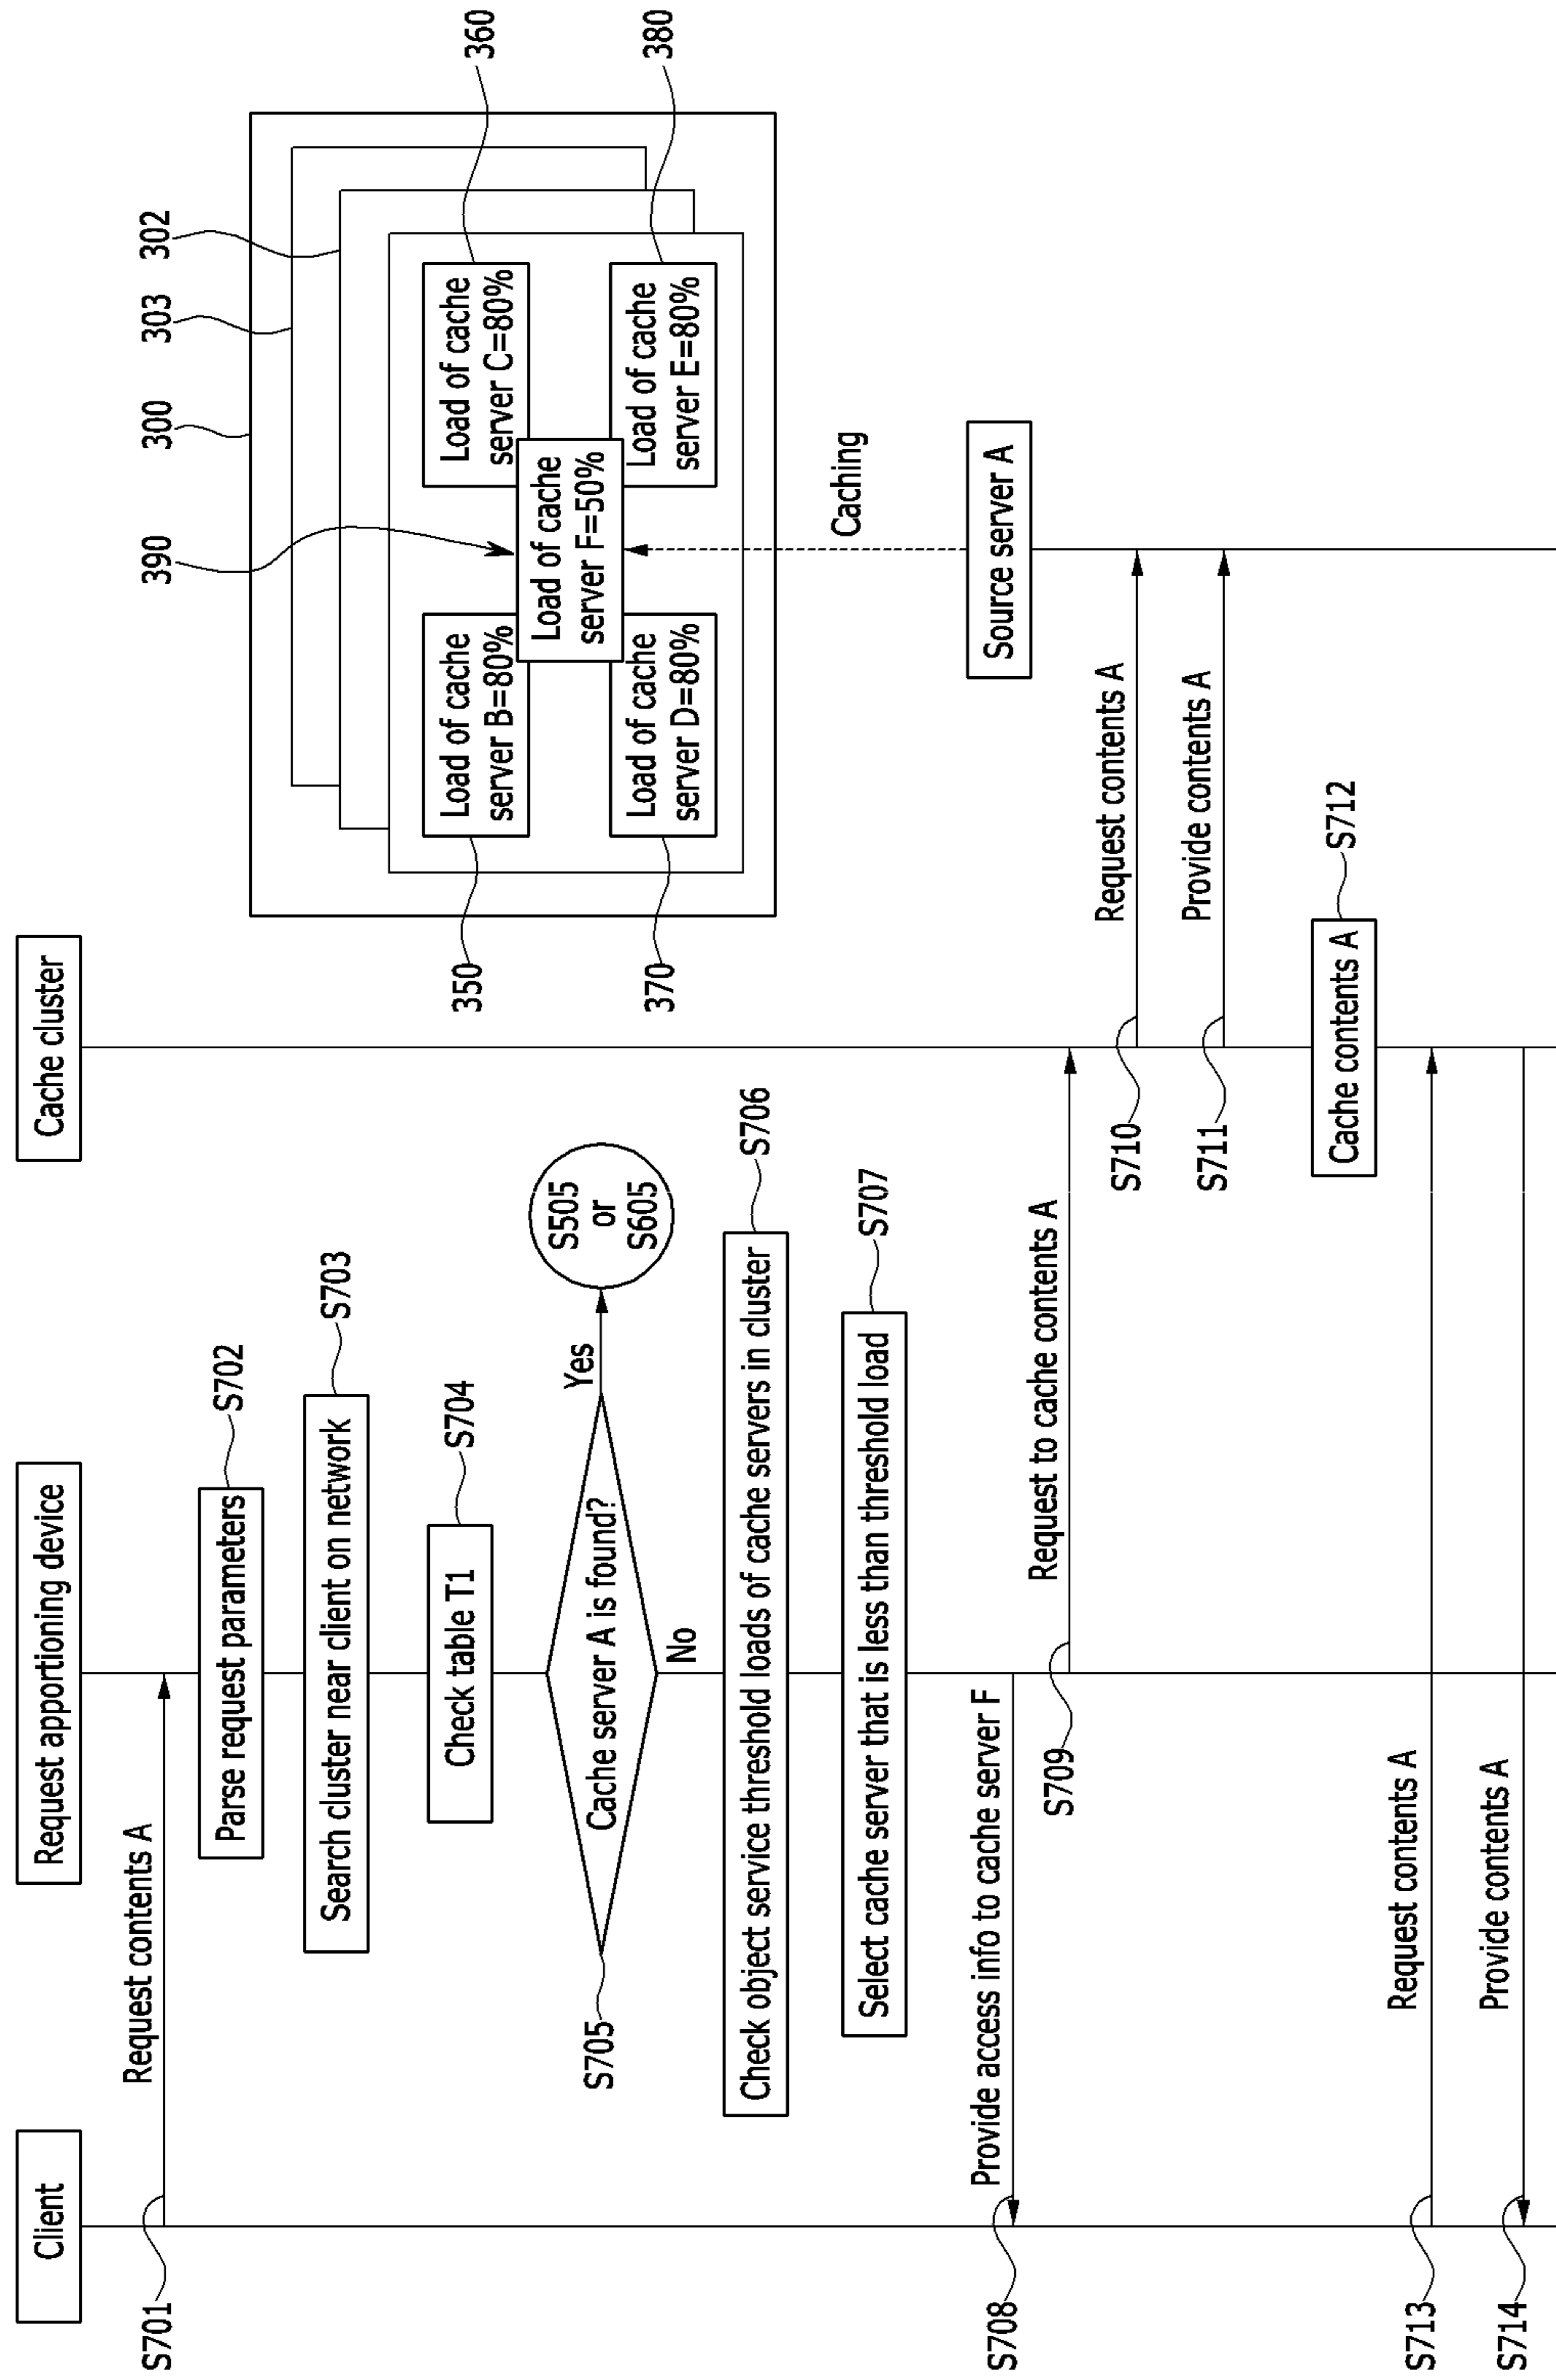 Client
Request apportioning device
Cache cluster
S701
Request contents A
Parse request parameters
S702
Search cluster near client on network
S703
Check table T1
S704
S705
Cache server A is found?
Yes
S505
or
S605
No
Check object service threshold loads of cache servers in cluster
S706
Select cache server that is less than threshold load
S707
390
300
303
302
360
380
350
370
Load of cache
server B=80%
Load of cache
server C=80%
Load of cache
server F=50%
Load of cache
server D=80%
Load of cache
server E=80%
Caching
Source server A
S708
Provide access info to cache server F
S709
Request to cache contents A
S710
Request contents A
S711
Provide contents A
Cache contents A
S712
S713
Request contents A
S714
Provide contents A